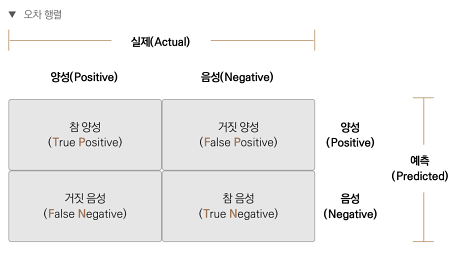 ▼ 오차 행렬
실제(Actual)
양성(Positive) 음성(Negative)
참 양성
(True Positive)
거짓 양성
(False Positive)
양성
(Positive)
예측
(Predicted)
거짓 음성
(False Negative)
참 음성
(True Negative)
음성
(Negative)